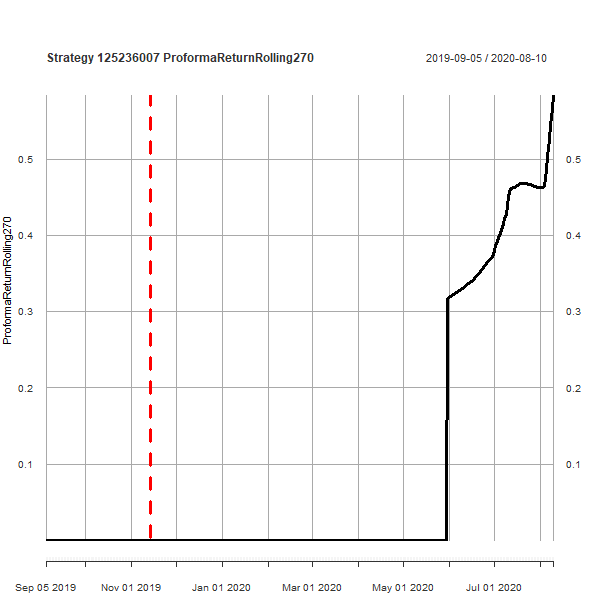 Strategy 125236007 ProformaReturnRolling270
2019-09-05 / 2020-08-10
ProformaReturnRolling270
0.5
0.4
0.3
0.2
0.1
0.5
0.4
0.3
0.2
0.1
Sep 05 2019
Nov 01 2019
Jan 01 2020
Mar 01 2020
May 01 2020
Jul 01 2020